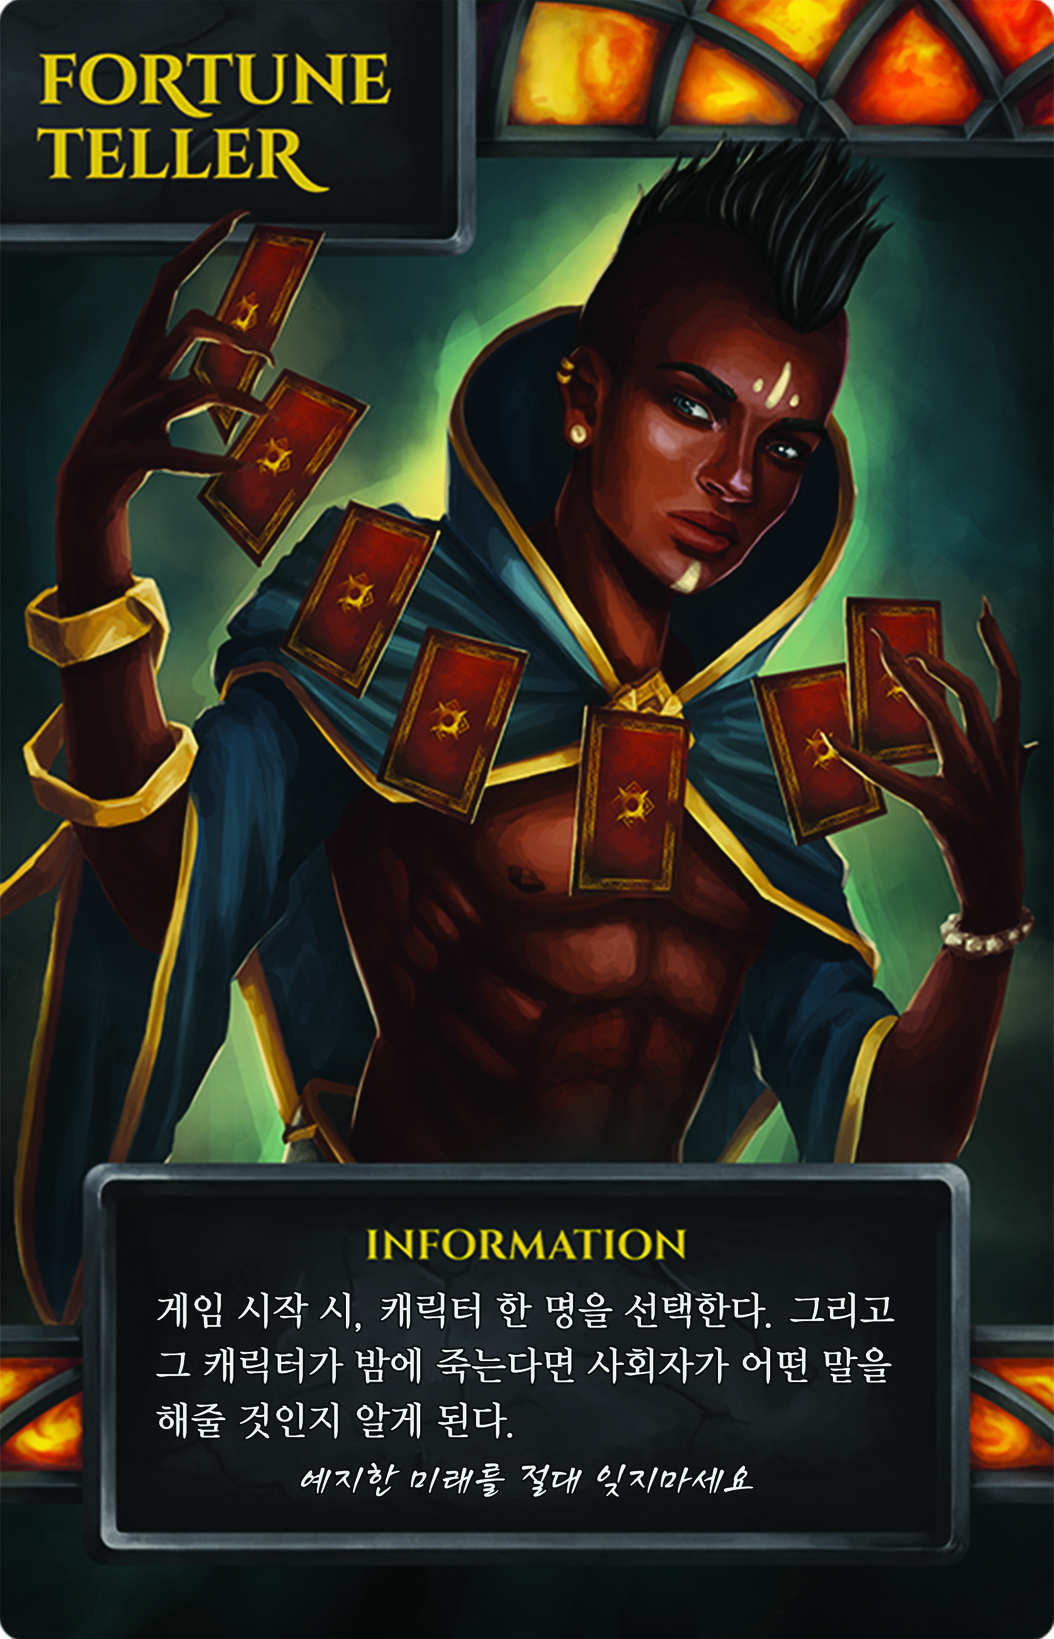 FORTUNE
TELLER
INFORMATION
게임 시작 시, 캐릭터 한 명을 선택한다. 그리고
그 캐릭터가 밤에 죽는다면 사회자가 어떤 말을
해줄 것인지 알게 된다.
예지한 미래를 절대 잊지마세요